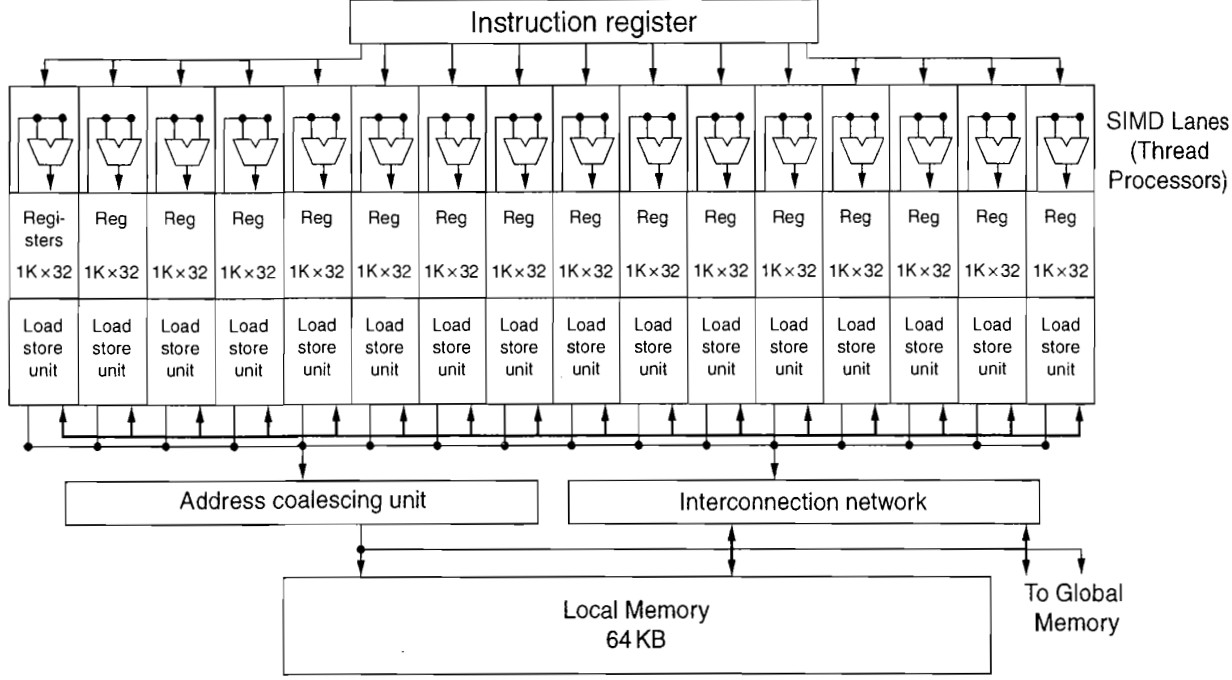 Instruction register
SIMD Lanes
(Thread
Processors)
Regi- Reg Reg Reg Reg Reg Reg Reg Reg Reg Reg Reg Reg Reg Reg Reg
sters
1K × 32 1K × 32 1K × 32 1K × 32 1K × 32 1K × 32 1K × 32 1K × 32 1K × 32 1K × 32 1K × 32 1K × 32 1K × 32 1K × 32 1K × 32 1K × 32
Load Load Load Load Load Load Load Load Load Load Load Load Load Load Load Load
store store store store store store store store store store store store store store store store
unit unit unit unit unit unit unit unit unit unit unit unit unit unit unit unit
Address coalescing unit
Interconnection network
Local Memory
64 KB
To Global
Memory